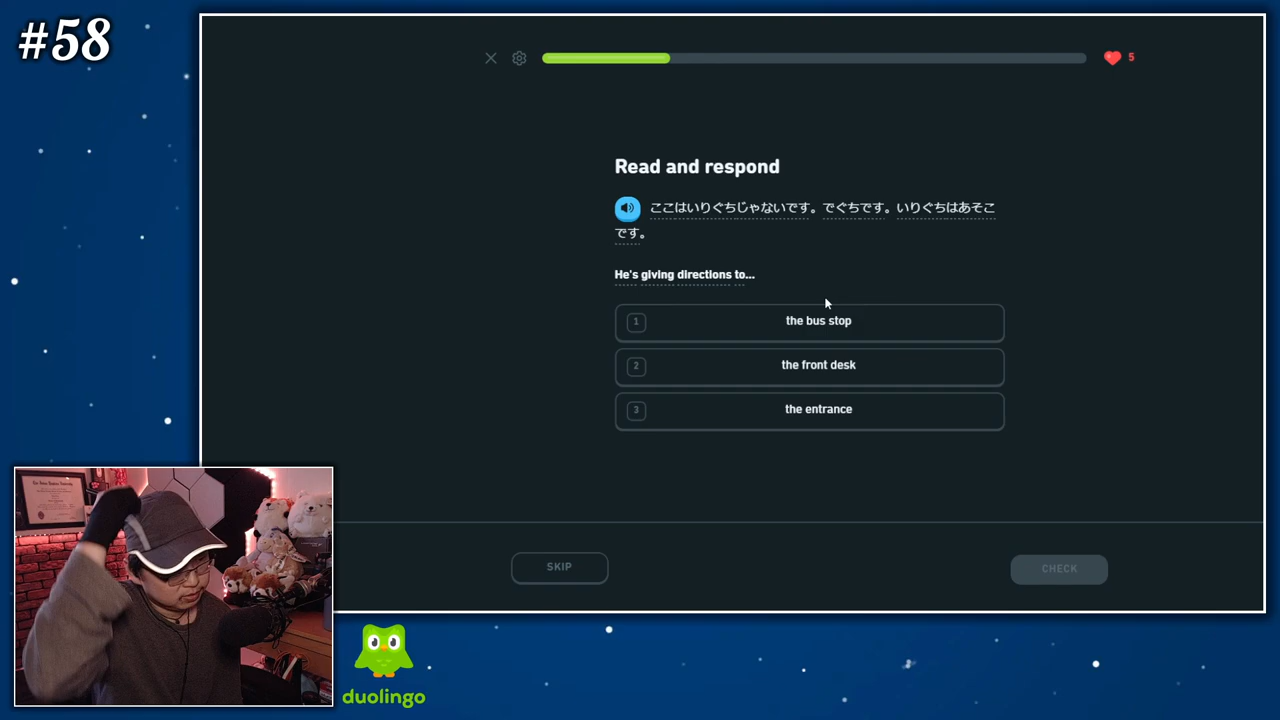 #58
5
Read and respond
ここはいりぐちじゃないです。でぐちです。いりぐちはあそこ
です。
He's giving directions to...
1 the bus stop
2 the front desk
3 the entrance
SKIP
CHECK
duolingo